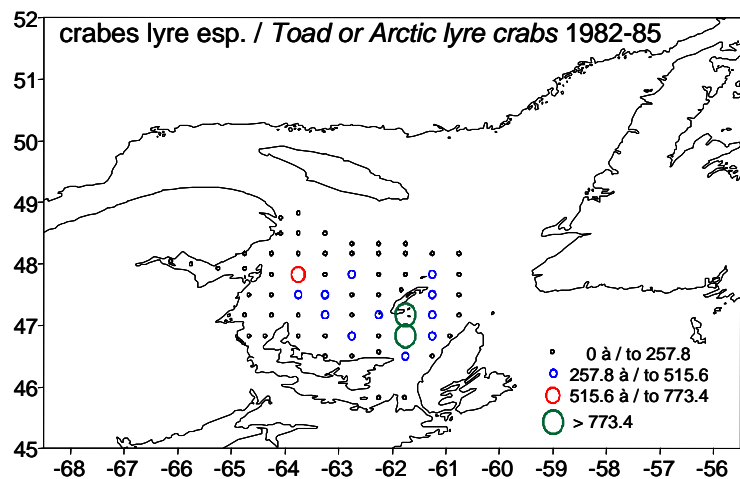 crabes lyre esp. / Toad or Arctic lyre crabs 1982-85
52
51
50
49
48
47
46
45
0 à / to 257.8
257.8 à / to 515.6
515.6 à / to 773.4
> 773.4
-68 -67 -66 -65 -64 -63 -62 -61 -60 -59 -58 -57 -56